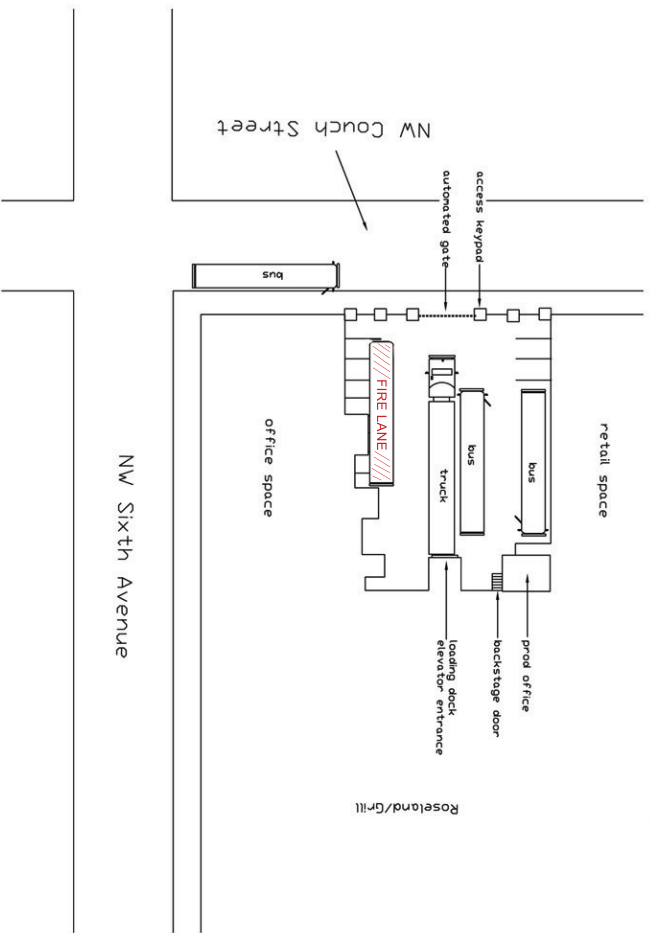 NW Couch Street
automated gate
access keypad
bus
FIRE LANE
truck
bus
bus
office space
retail space
NW Sixth Avenue
loading dock
elevator entrance
backstage door
prod office
Roseland/Grill